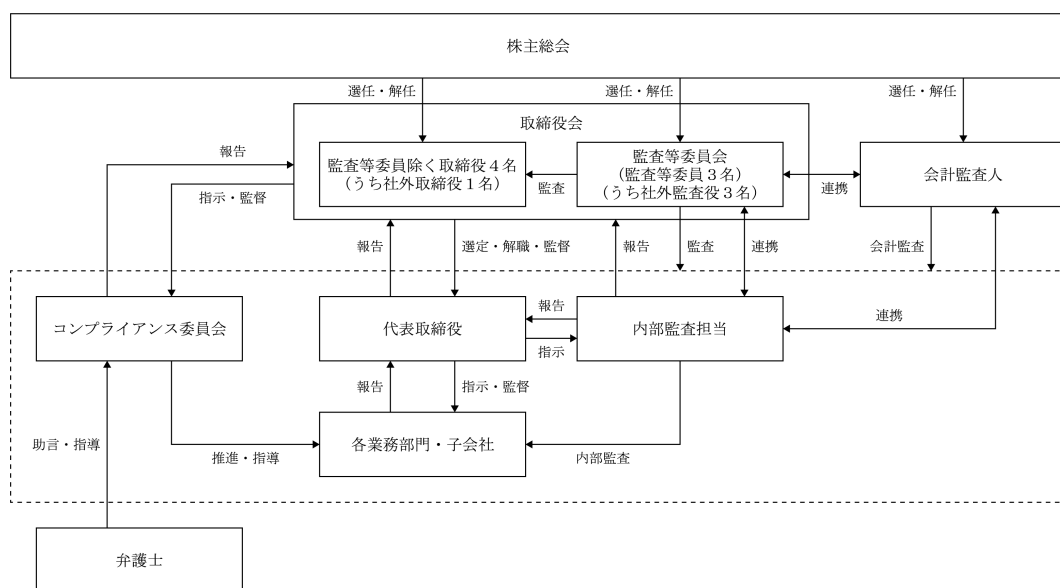 株主総会
選任・解任
選任・解任
選任・解任
取締役会
監査等委員除く取締役4名
(うち社外取締役1名)
監査
監査等委員会
(監査等委員3名)
(うち社外監査役3名)
連携
会計監査人
報告
指示・監督
報告
選定・解職・監督
報告
監査
連携
会計監査
コンプライアンス委員会
代表取締役
報告
指示
内部監査担当
連携
報告
指示・監督
助言・指導
推進・指導
各業務部門・子会社
内部監査
弁護士